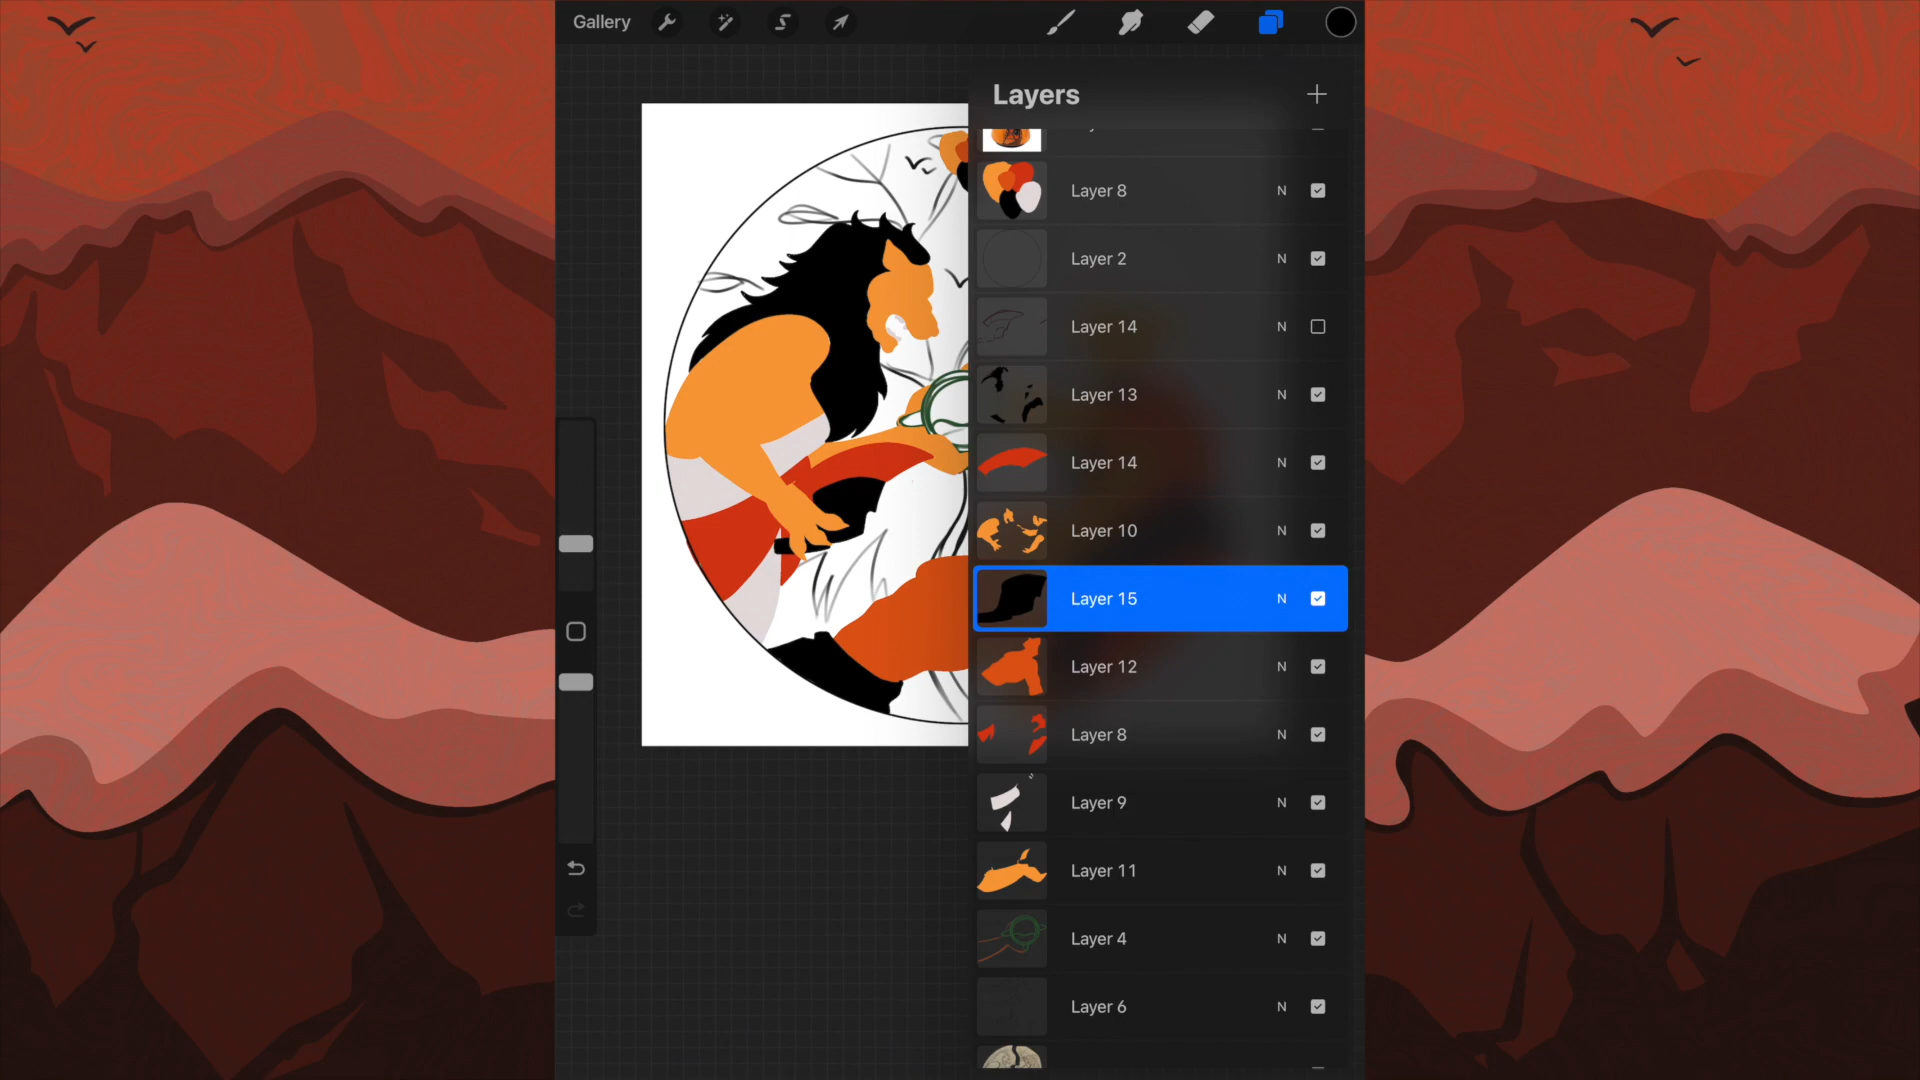 Gallery
Layers
Layer 8 N
Layer 2 N
Layer 14 N
Layer 13 N
Layer 14 N
Layer 10 N
Layer 15 N
Layer 12 N
Layer 8 N
Layer 9 N
Layer 11 N
Layer 4 N
Layer 6 N